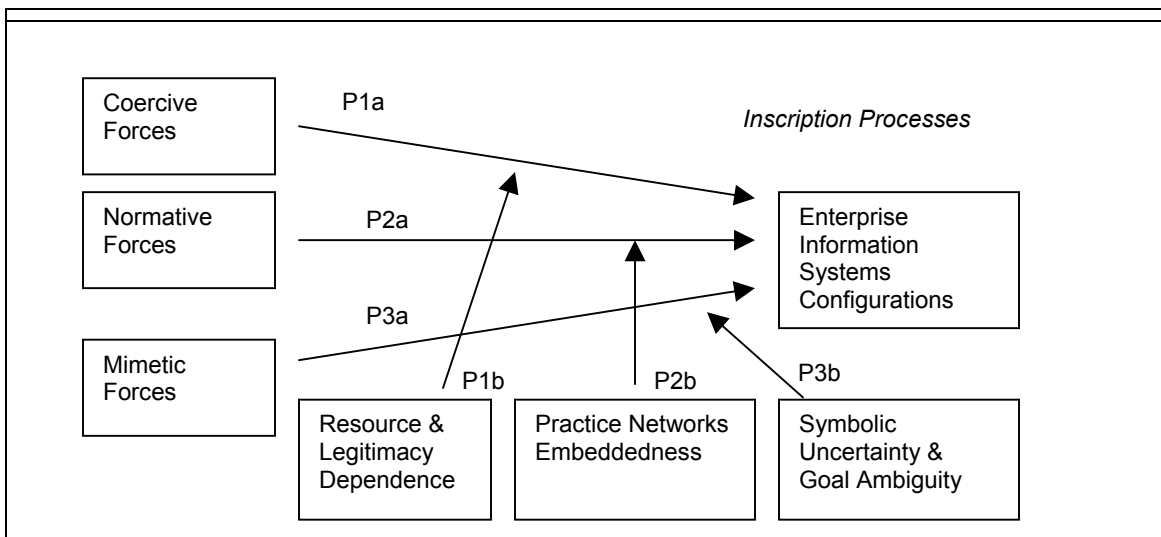 Coercive
Forces
P1a
Inscription Processes
Normative
Forces
P2a
Enterprise
Information
Systems
Configurations
P3a
Mimetic
Forces
P1b
P2b
P3b
Resource &
Legitimacy
Dependence
Practice Networks
Embeddedness
Symbolic
Uncertainty &
Goal Ambiguity